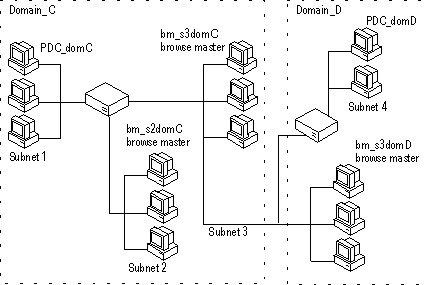 Domain_C
Domain_D
PDC_domC
bm_s3domC
browse master
PDC_domD
Subnet 4
Subnet 1
bm_s2domC
browse master
bm_s3domD
browse master
Subnet 3
Subnet 2